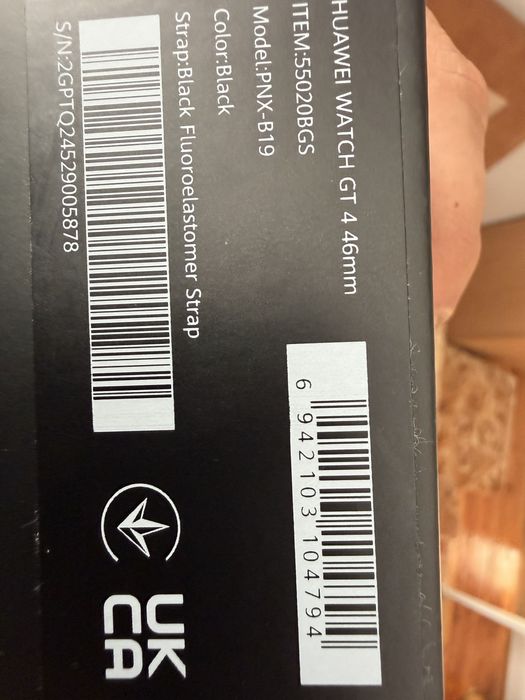 HUAWEI WATCH GT 4 46mm
ITEM:55020BGS
Model:PNX-B19
Color:Black
Strap:Black Fluoroelastomer Strap
S/N:2GPTQ24529005878
6 942103 104794
UK
CA